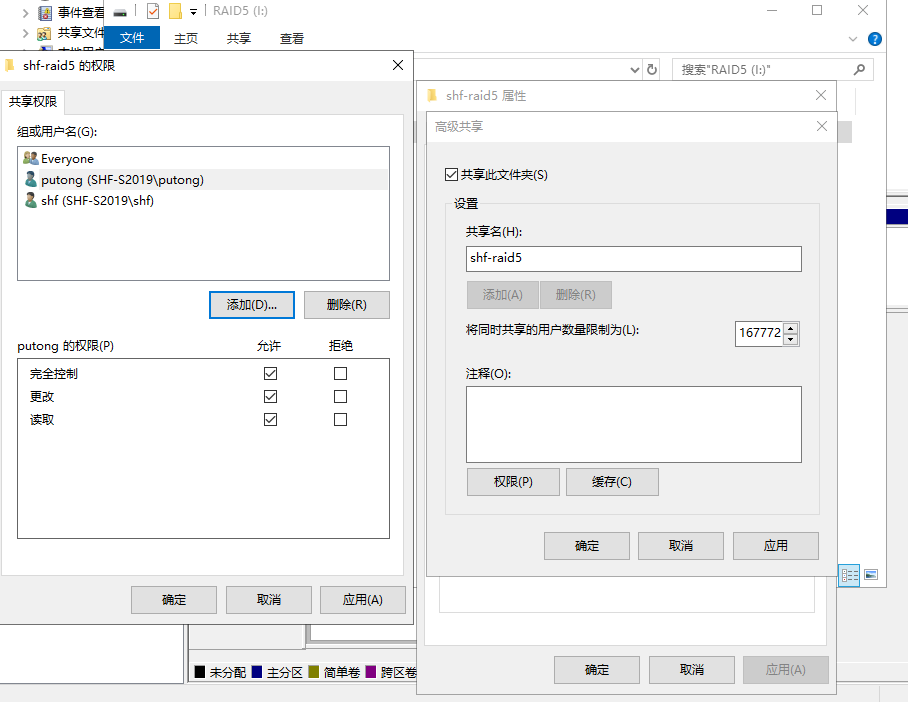 事件查看
共享文件
RAID5 (I:)
文件
主页
共享
查看
搜索"RAID5 (I:)"
shf-raid5 的权限
共享权限
组或用户名(G):
Everyone
putong (SHF-S2019\putong)
shf (SHF-S2019\shf)
添加(D)...
删除(R)
putong 的权限(P)
允许
拒绝
完全控制
更改
读取
确定
取消
应用(A)
shf-raid5 属性
高级共享
共享此文件夹(S)
设置
共享名(H):
shf-raid5
添加(A)
删除(R)
将同时共享的用户数量限制为(L):
167772
注释(O):
权限(P)
缓存(C)
确定
取消
应用
确定
取消
应用(A)
未分配
主分区
简单卷
跨区卷